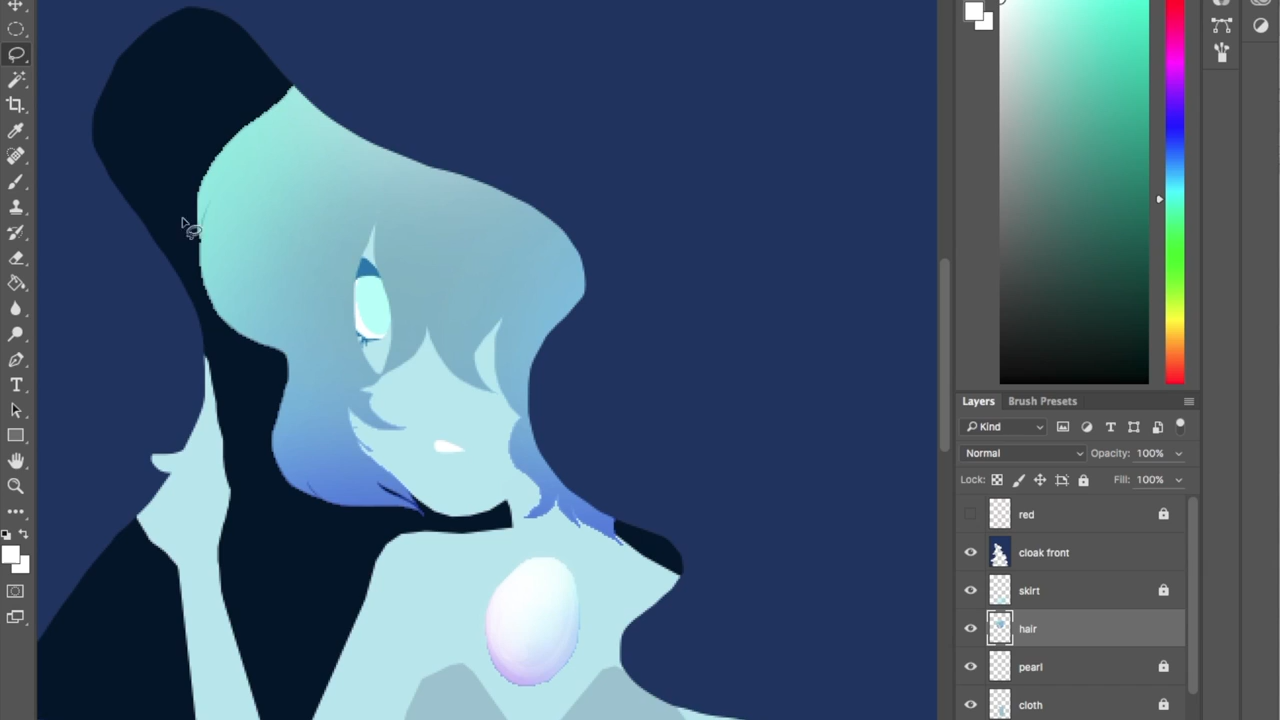 Layers Brush Presets
Kind
Normal Opacity: 100%
Lock: Fill: 100%
red
cloak front
skirt
hair
pearl
cloth